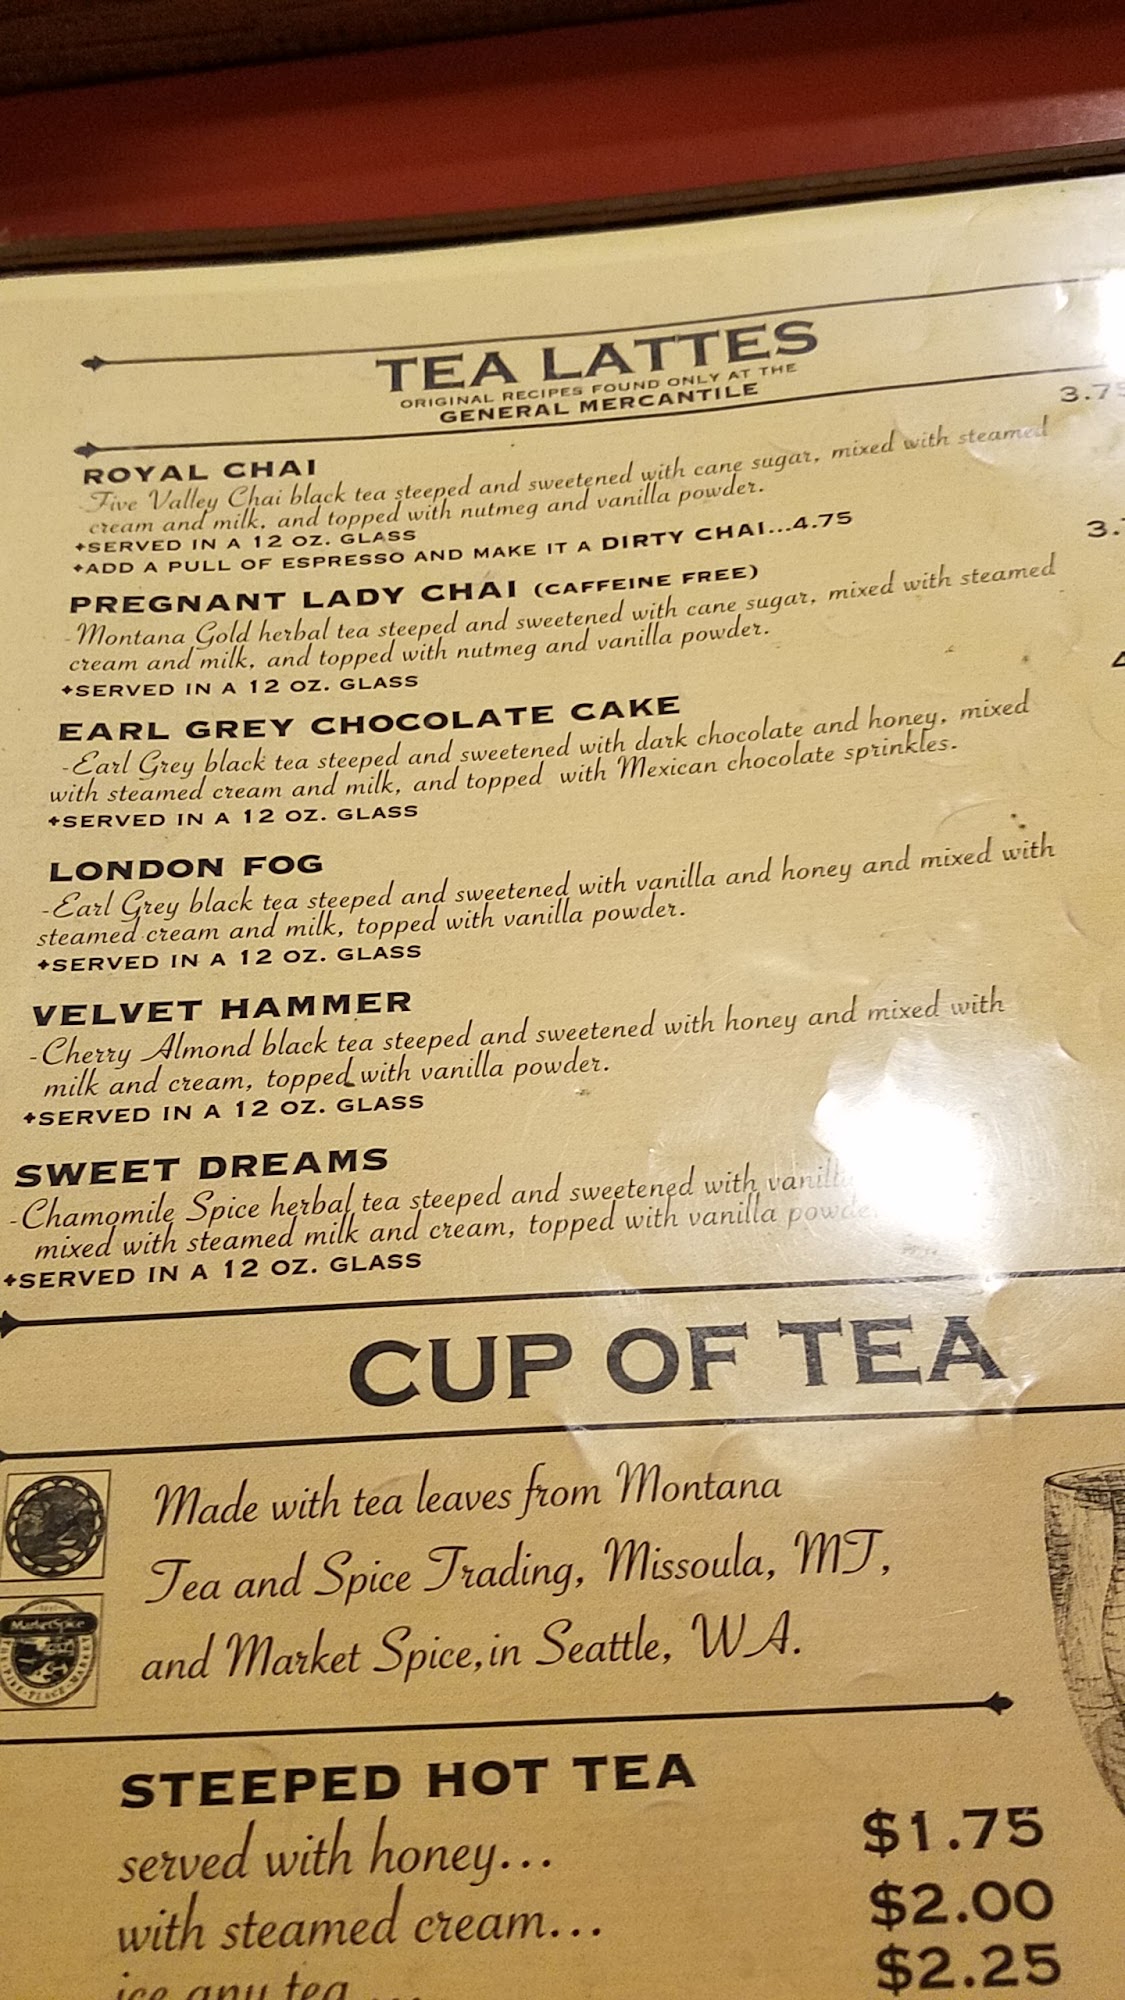 TEA LATTES
ORIGINAL RECIPES FOUND ONLY AT THE
GENERAL MERCANTILE
ROYAL CHAI
Five Valley Chai black tea steeped and sweetened with cane sugar, mixed with steamed
cream and milk, and topped with nutmeg and vanilla powder.
+SERVED IN A 12 OZ. GLASS
+ADD A PULL OF ESPRESSO AND MAKE IT A DIRTY CHAI...4.75
PREGNANT LADY CHAI (CAFFEINE FREE)
-Montana Gold herbal tea steeped and sweetened with cane sugar, mixed with steamed
cream and milk, and topped with nutmeg and vanilla powder.
+SERVED IN A 12 OZ. GLASS
EARL GREY CHOCOLATE CAKE
-Earl Grey black tea steeped and sweetened with dark chocolate and honey, mixed
with steamed cream and milk, and topped with Mexican chocolate sprinkles.
+SERVED IN A 12 OZ. GLASS
LONDON FOG
-Earl Grey black tea steeped and sweetened with vanilla and honey and mixed with
steamed cream and milk, topped with vanilla powder.
+SERVED IN A 12 OZ. GLASS
VELVET HAMMER
-Cherry Almond black tea steeped and sweetened with honey and mixed with
milk and cream, topped with vanilla powder.
+SERVED IN A 12 OZ. GLASS
SWEET DREAMS
-Chamomile Spice herbal tea steeped and sweetened with
mixed with steamed milk and cream, topped with vanilla
+SERVED IN A 12 OZ. GLASS
CUP OF TEA
Made with tea leaves from Montana
Tea and Spice Trading, Missoula, MT,
and Market Spice, in Seattle, WA.
MarketSpice
STEEPED HOT TEA
served with honey... $1.75
with steamed cream... $2.00
ice any tea ... $2.25